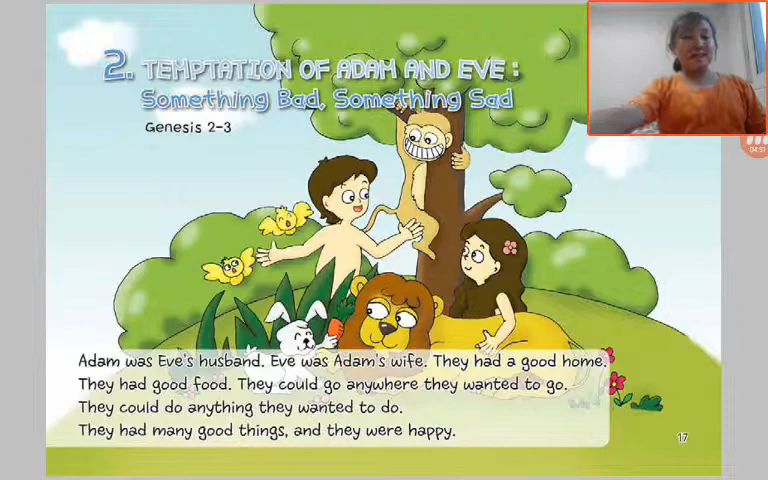 2. TEMPTATION OF ADAM AND EVE :
Something Bad, Something Sad
Genesis 2-3
Adam was Eve's husband. Eve was Adam's wife. They had a good home.
They had good food. They could go anywhere they wanted to go.
They could do anything they wanted to do.
They had many good things, and they were happy.
17
04:51